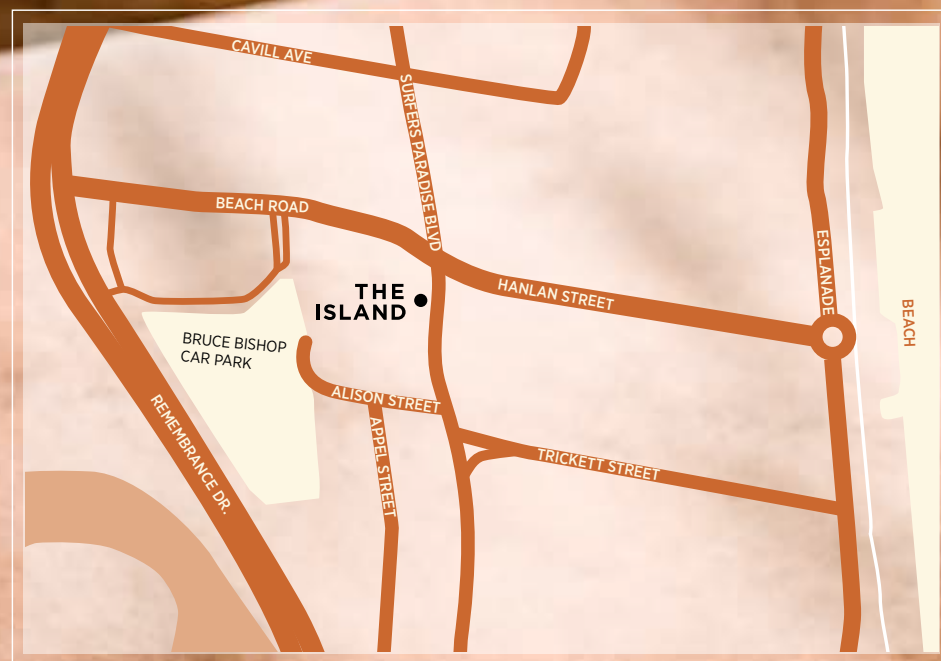 CAVILL AVE
SURFERS PARADISE BLVD
BEACH ROAD
ESPLANADE
HANLAN STREET
THE
ISLAND
BEACH
BRUCE BISHOP
CAR PARK
ALISON STREET
REMEMBRANCE DR.
APPEL STREET
TRICKETT STREET